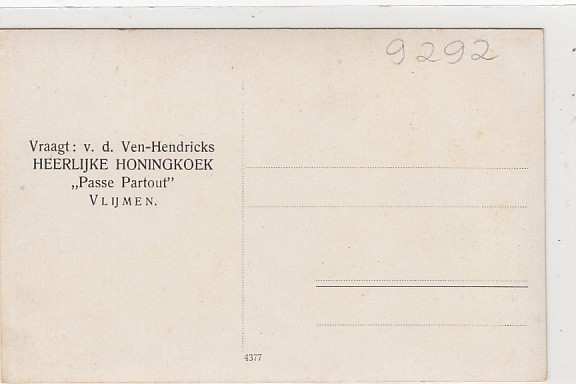 9292
Vraagt: v. d. Ven-Hendricks
HEERLIJKE HONINGKOEK
„Passe Partout”
VLIJMEN.
4377